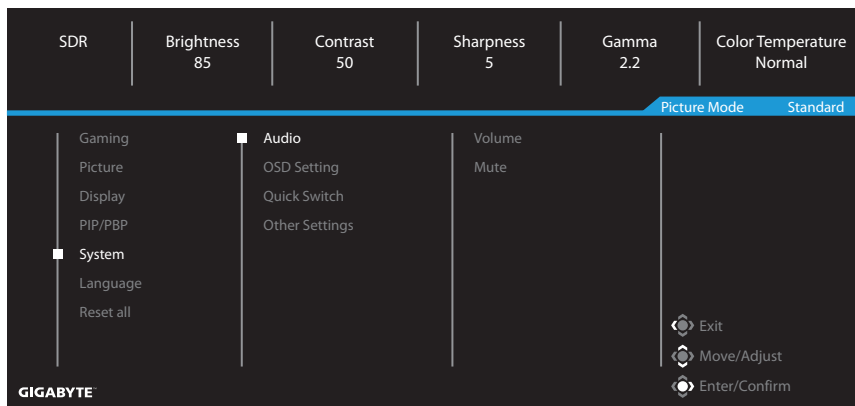 SDR Brightness Contrast Sharpness Gamma Color Temperature
85 50 5 2.2 Normal
Picture Mode Standard
Gaming Audio Volume
Picture OSD Setting Mute
Display Quick Switch
PIP/PBP Other Settings
System
Language
Reset all
Exit
Move/Adjust
GIGABYTE™ Enter/Confirm